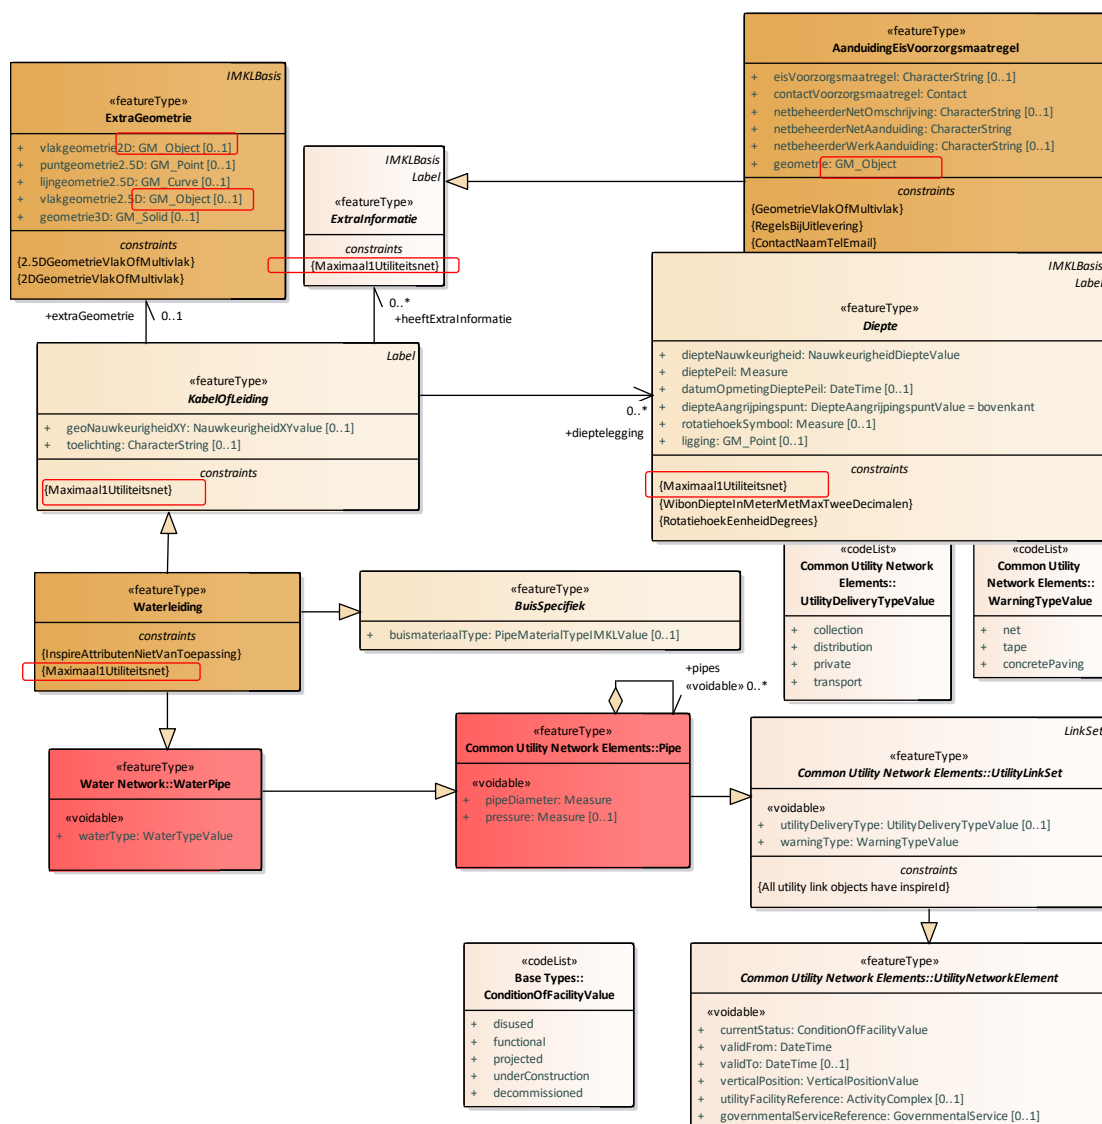 IMKLBasis
«featureType»
ExtraGeometrie
+ vlakgeometrie2D: GM_Object [0..1]
+ puntgeometrie2.5D: GM_Point [0..1]
+ lijngeometrie2.5D: GM_Curve [0..1]
+ vlakgeometrie2.5D: GM_Object [0..1]
+ geometrie3D: GM_Solid [0..1]
constraints
{2.5DGeometrieVlakOfMultivlak}
{2DGeometrieVlakOfMultivlak}
IMKLBasis
Label
«featureType»
ExtraInformatie
constraints
{Maximaal1Utiliteitsnet}
«featureType»
AanduidingEisVoorzorgsmaatregel
+ eisVoorzorgsmaatregel: CharacterString [0..1]
+ contactVoorzorgsmaatregel: Contact
+ netbeheerderNetOmschrijving: CharacterString [0..1]
+ netbeheerderNetAanduiding: CharacterString
+ netbeheerderWerkAanduiding: CharacterString [0..1]
+ geometrie: GM_Object
constraints
{GeometrieVlakOfMultivlak}
{RegelsBijUitlevering}
{ContactNaamTelEmail}
+extraGeometrie
0..1
0..*
+heeftExtraInformatie
IMKLBasis
Label
«featureType»
Diepte
+ diepteNauwkeurigheid: NauwkeurigheidDiepteValue
+ dieptePeil: Measure
+ datumOpmetingDieptePeil: DateTime [0..1]
+ diepteAangrijpingspunt: DiepteAangrijpingspuntValue = bovenkant
+ rotatiehoekSymbool: Measure [0..1]
+ ligging: GM_Point [0..1]
constraints
{Maximaal1Utiliteitsnet}
{WibonDiepteInMeterMetMaxTweeDecimalen}
{RotatiehoekEenheidDegrees}
Label
«featureType»
KabelOfLeiding
+ geoNauwkeurigheidXY: NauwkeurigheidXYvalue [0..1]
+ toelichting: CharacterString [0..1]
constraints
{Maximaal1Utiliteitsnet}
0..*
+dieptelegging
«featureType»
Waterleiding
constraints
{InspireAttributenNietVanToepassing}
{Maximaal1Utiliteitsnet}
«featureType»
BuisSpecifiek
+ buismateriaalType: PipeMaterialTypeIMKLValue [0..1]
«codeList»
Common Utility Network
Elements::
UtilityDeliveryTypeValue
+ collection
+ distribution
+ private
+ transport
«codeList»
Common Utility
Network Elements::
WarningTypeValue
+ net
+ tape
+ concretePaving
+pipes
«voidable» 0..*
«featureType»
Water Network::WaterPipe
«voidable»
+ waterType: WaterTypeValue
«featureType»
Common Utility Network Elements::Pipe
«voidable»
+ pipeDiameter: Measure
+ pressure: Measure [0..1]
LinkSet
«featureType»
Common Utility Network Elements::UtilityLinkSet
«voidable»
+ utilityDeliveryType: UtilityDeliveryTypeValue [0..1]
+ warningType: WarningTypeValue
constraints
{All utility link objects have inspireId}
«codeList»
Base Types::
ConditionOfFacilityValue
+ disused
+ functional
+ projected
+ underConstruction
+ decommissioned
«featureType»
Common Utility Network Elements::UtilityNetworkElement
«voidable»
+ currentStatus: ConditionOfFacilityValue
+ validFrom: DateTime
+ validTo: DateTime [0..1]
+ verticalPosition: VerticalPositionValue
+ utilityFacilityReference: ActivityComplex [0..1]
+ governmentalServiceReference: GovernmentalService [0..1]